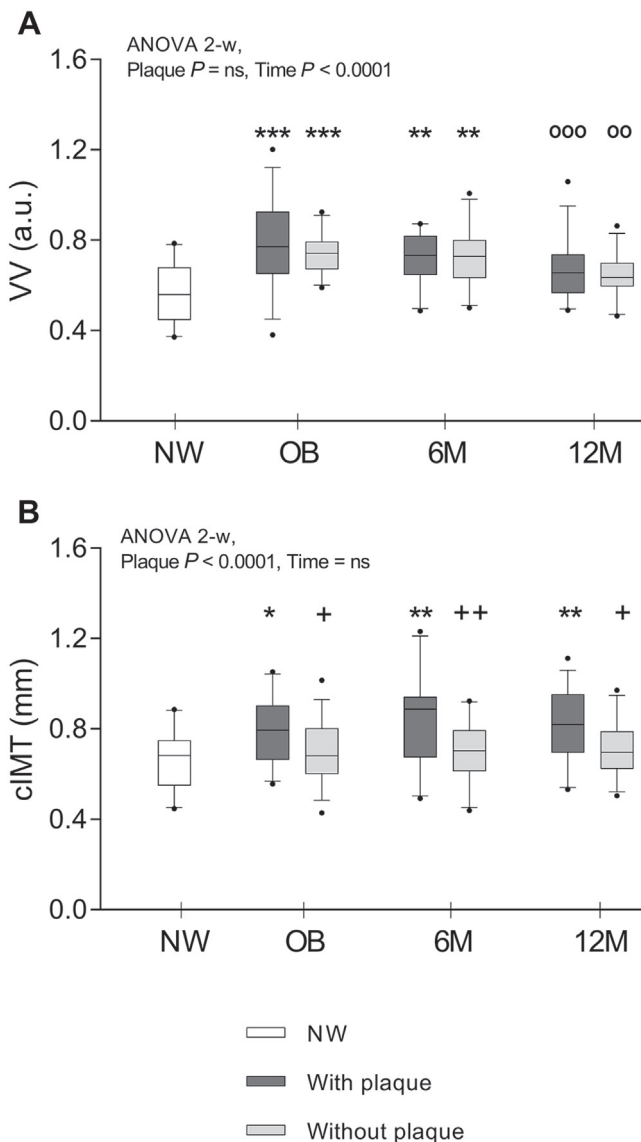 A
ANOVA 2-w,
Plaque P = ns, Time P < 0.0001
1.6
1.2
0.8
0.4
0.0
VV (a.u.)
*** *** ** ** ooo oo
NW OB 6M 12M
B
ANOVA 2-w,
Plaque P < 0.0001, Time = ns
1.6
1.2
0.8
0.4
0.0
cIMT (mm)
* + ** ++ ** +
NW OB 6M 12M
NW
With plaque
Without plaque